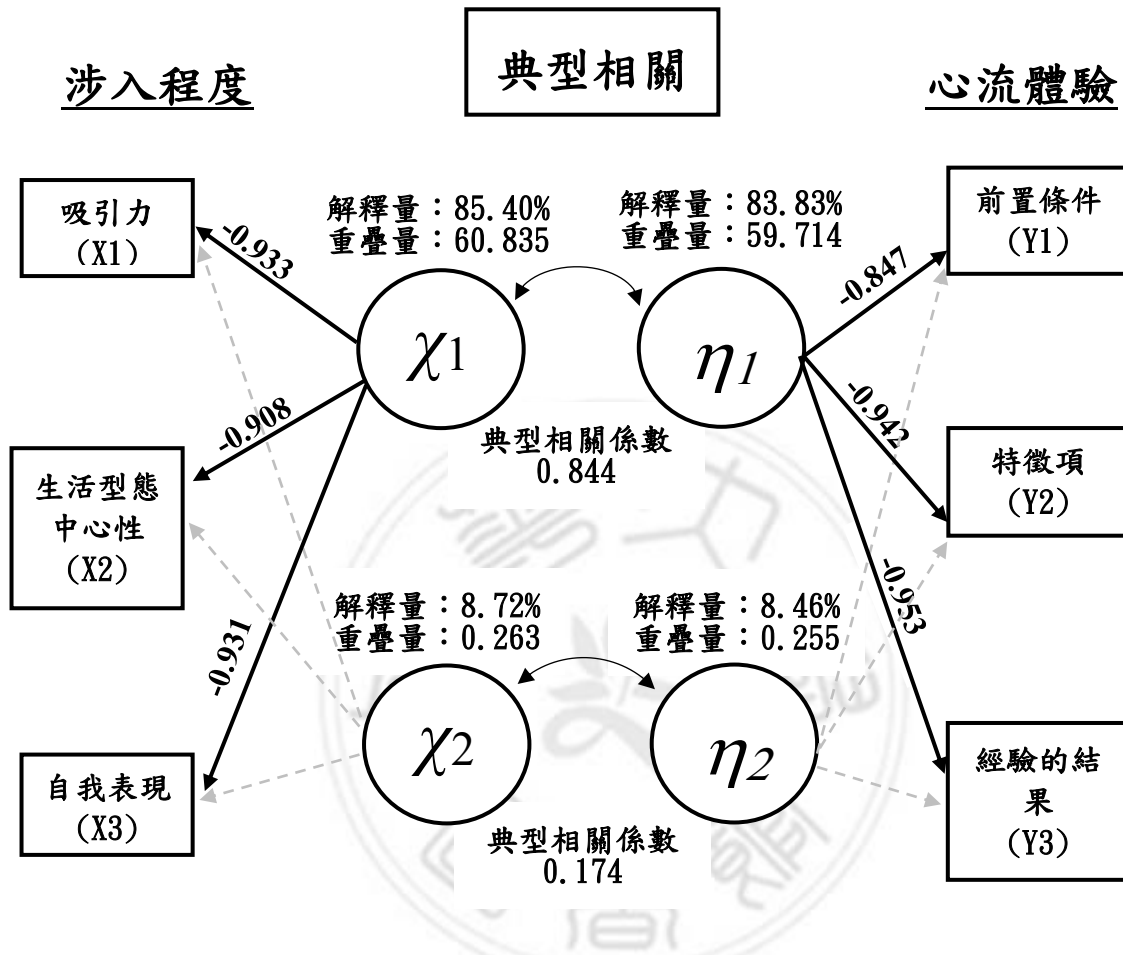 典型相關
涉入程度
心流體驗
吸引力
(X1)
生活型態
中心性
(X2)
自我表現
(X3)
-0.933
-0.908
-0.931
解釋量：85.40%
重疊量：60.835
解釋量：83.83%
重疊量：59.714
χ1
η1
典型相關係數
0.844
解釋量：8.72%
重疊量：0.263
解釋量：8.46%
重疊量：0.255
χ2
η2
典型相關係數
0.174
-0.847
-0.942
-0.953
前置條件
(Y1)
特徵項
(Y2)
經驗的結
果
(Y3)